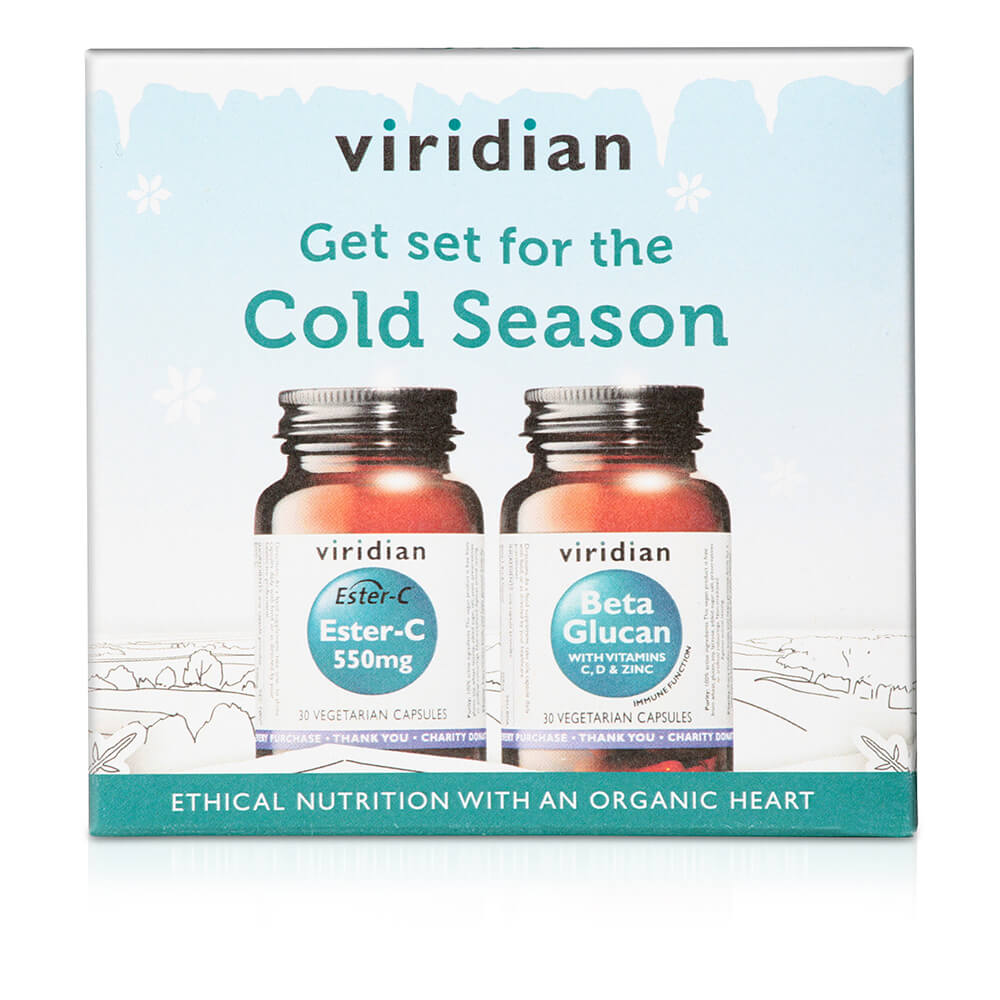 viridian
Get set for the
Cold Season
viridian
Ester-C
Ester-C
550mg
30 VEGETARIAN CAPSULES
PURCHASE • THANK YOU • CHARITY
viridian
Beta
Glucan
WITH VITAMINS
C, D & ZINC
IMMUNE FUNCTION
30 VEGETARIAN CAPSULES
PURCHASE • THANK YOU • CHARITY
ETHICAL NUTRITION WITH AN ORGANIC HEART